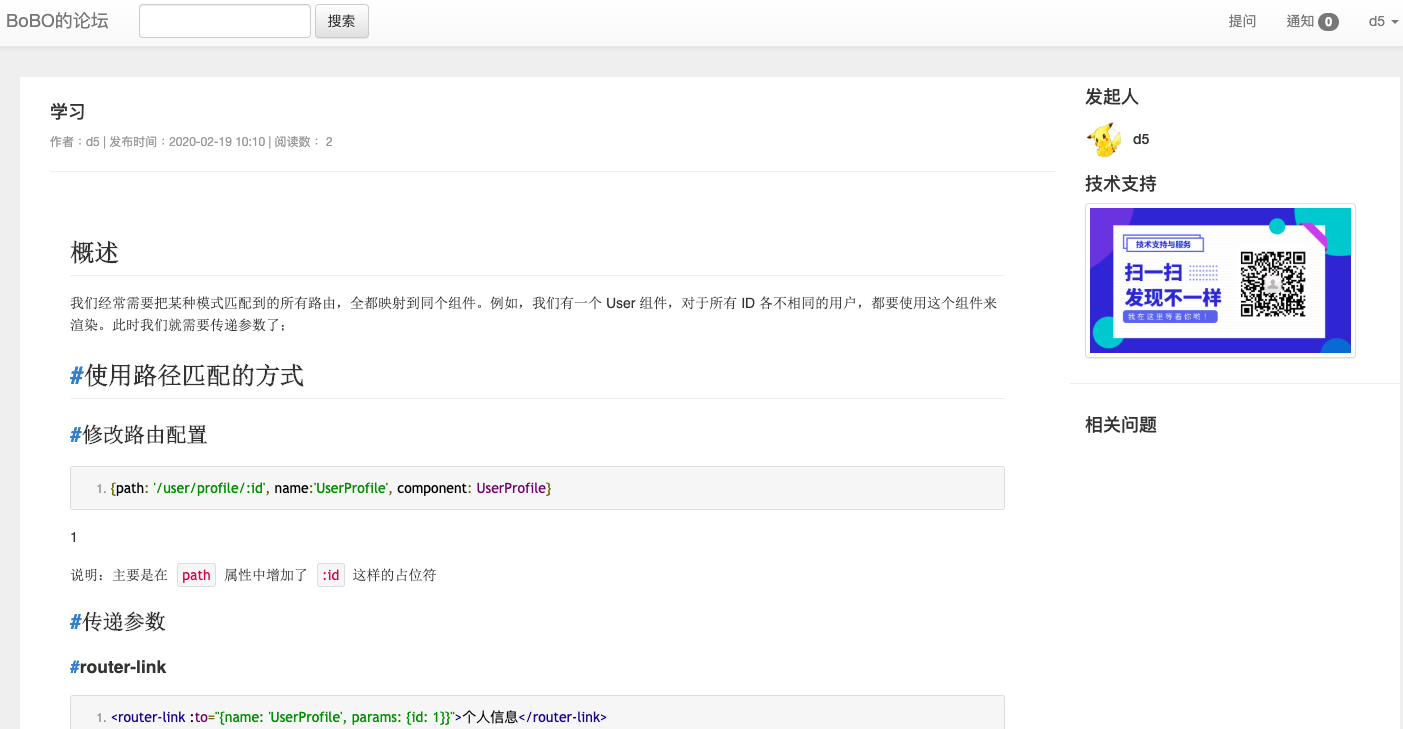 BoBO的论坛 搜索 提问 通知 0 d5
学习
作者：d5 | 发布时间：2020-02-19 10:10 | 阅读数： 2
概述
我们经常需要把某种模式匹配到的所有路由，全都映射到同个组件。例如，我们有一个 User 组件，对于所有 ID 各不相同的用户，都要使用这个组件来
渲染。此时我们就需要传递参数了；
#使用路径匹配的方式
#修改路由配置
1. {path: '/user/profile/:id', name:'UserProfile', component: UserProfile}
1
说明：主要是在 path 属性中增加了 :id 这样的占位符
#传递参数
#router-link
1. <router-link :to="{name: 'UserProfile', params: {id: 1}}">个人信息</router-link>
发起人
d5
技术支持
技术支持与服务
扫一扫
发现不一样
我在这里等着你哟！
相关问题